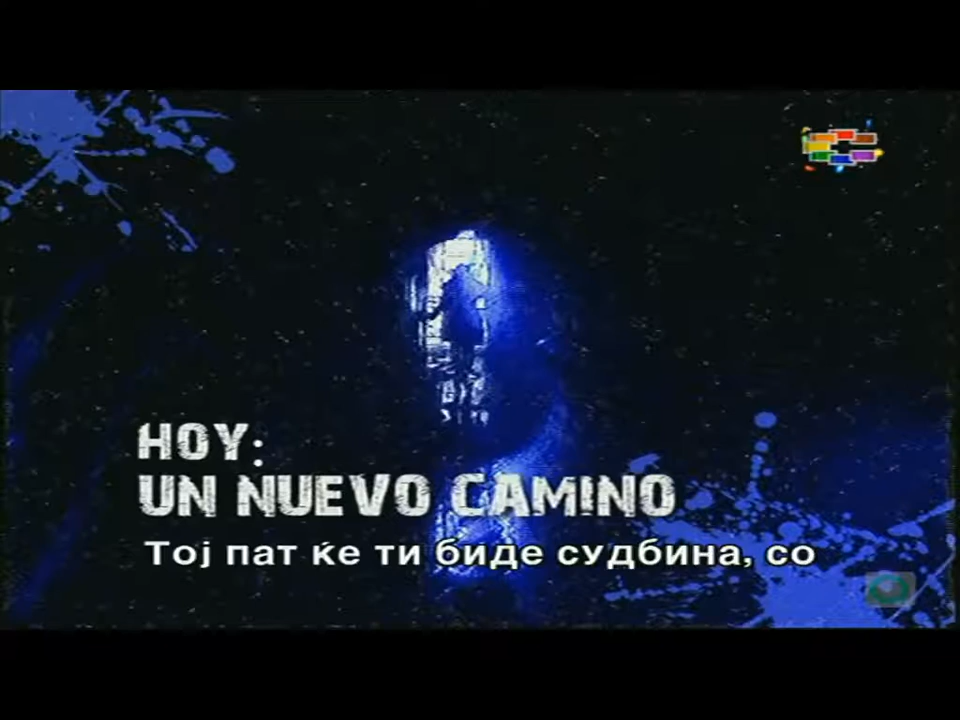 HOY:
UN NUEVO CAMINO
Тој пат ќе ти биде судбина, со